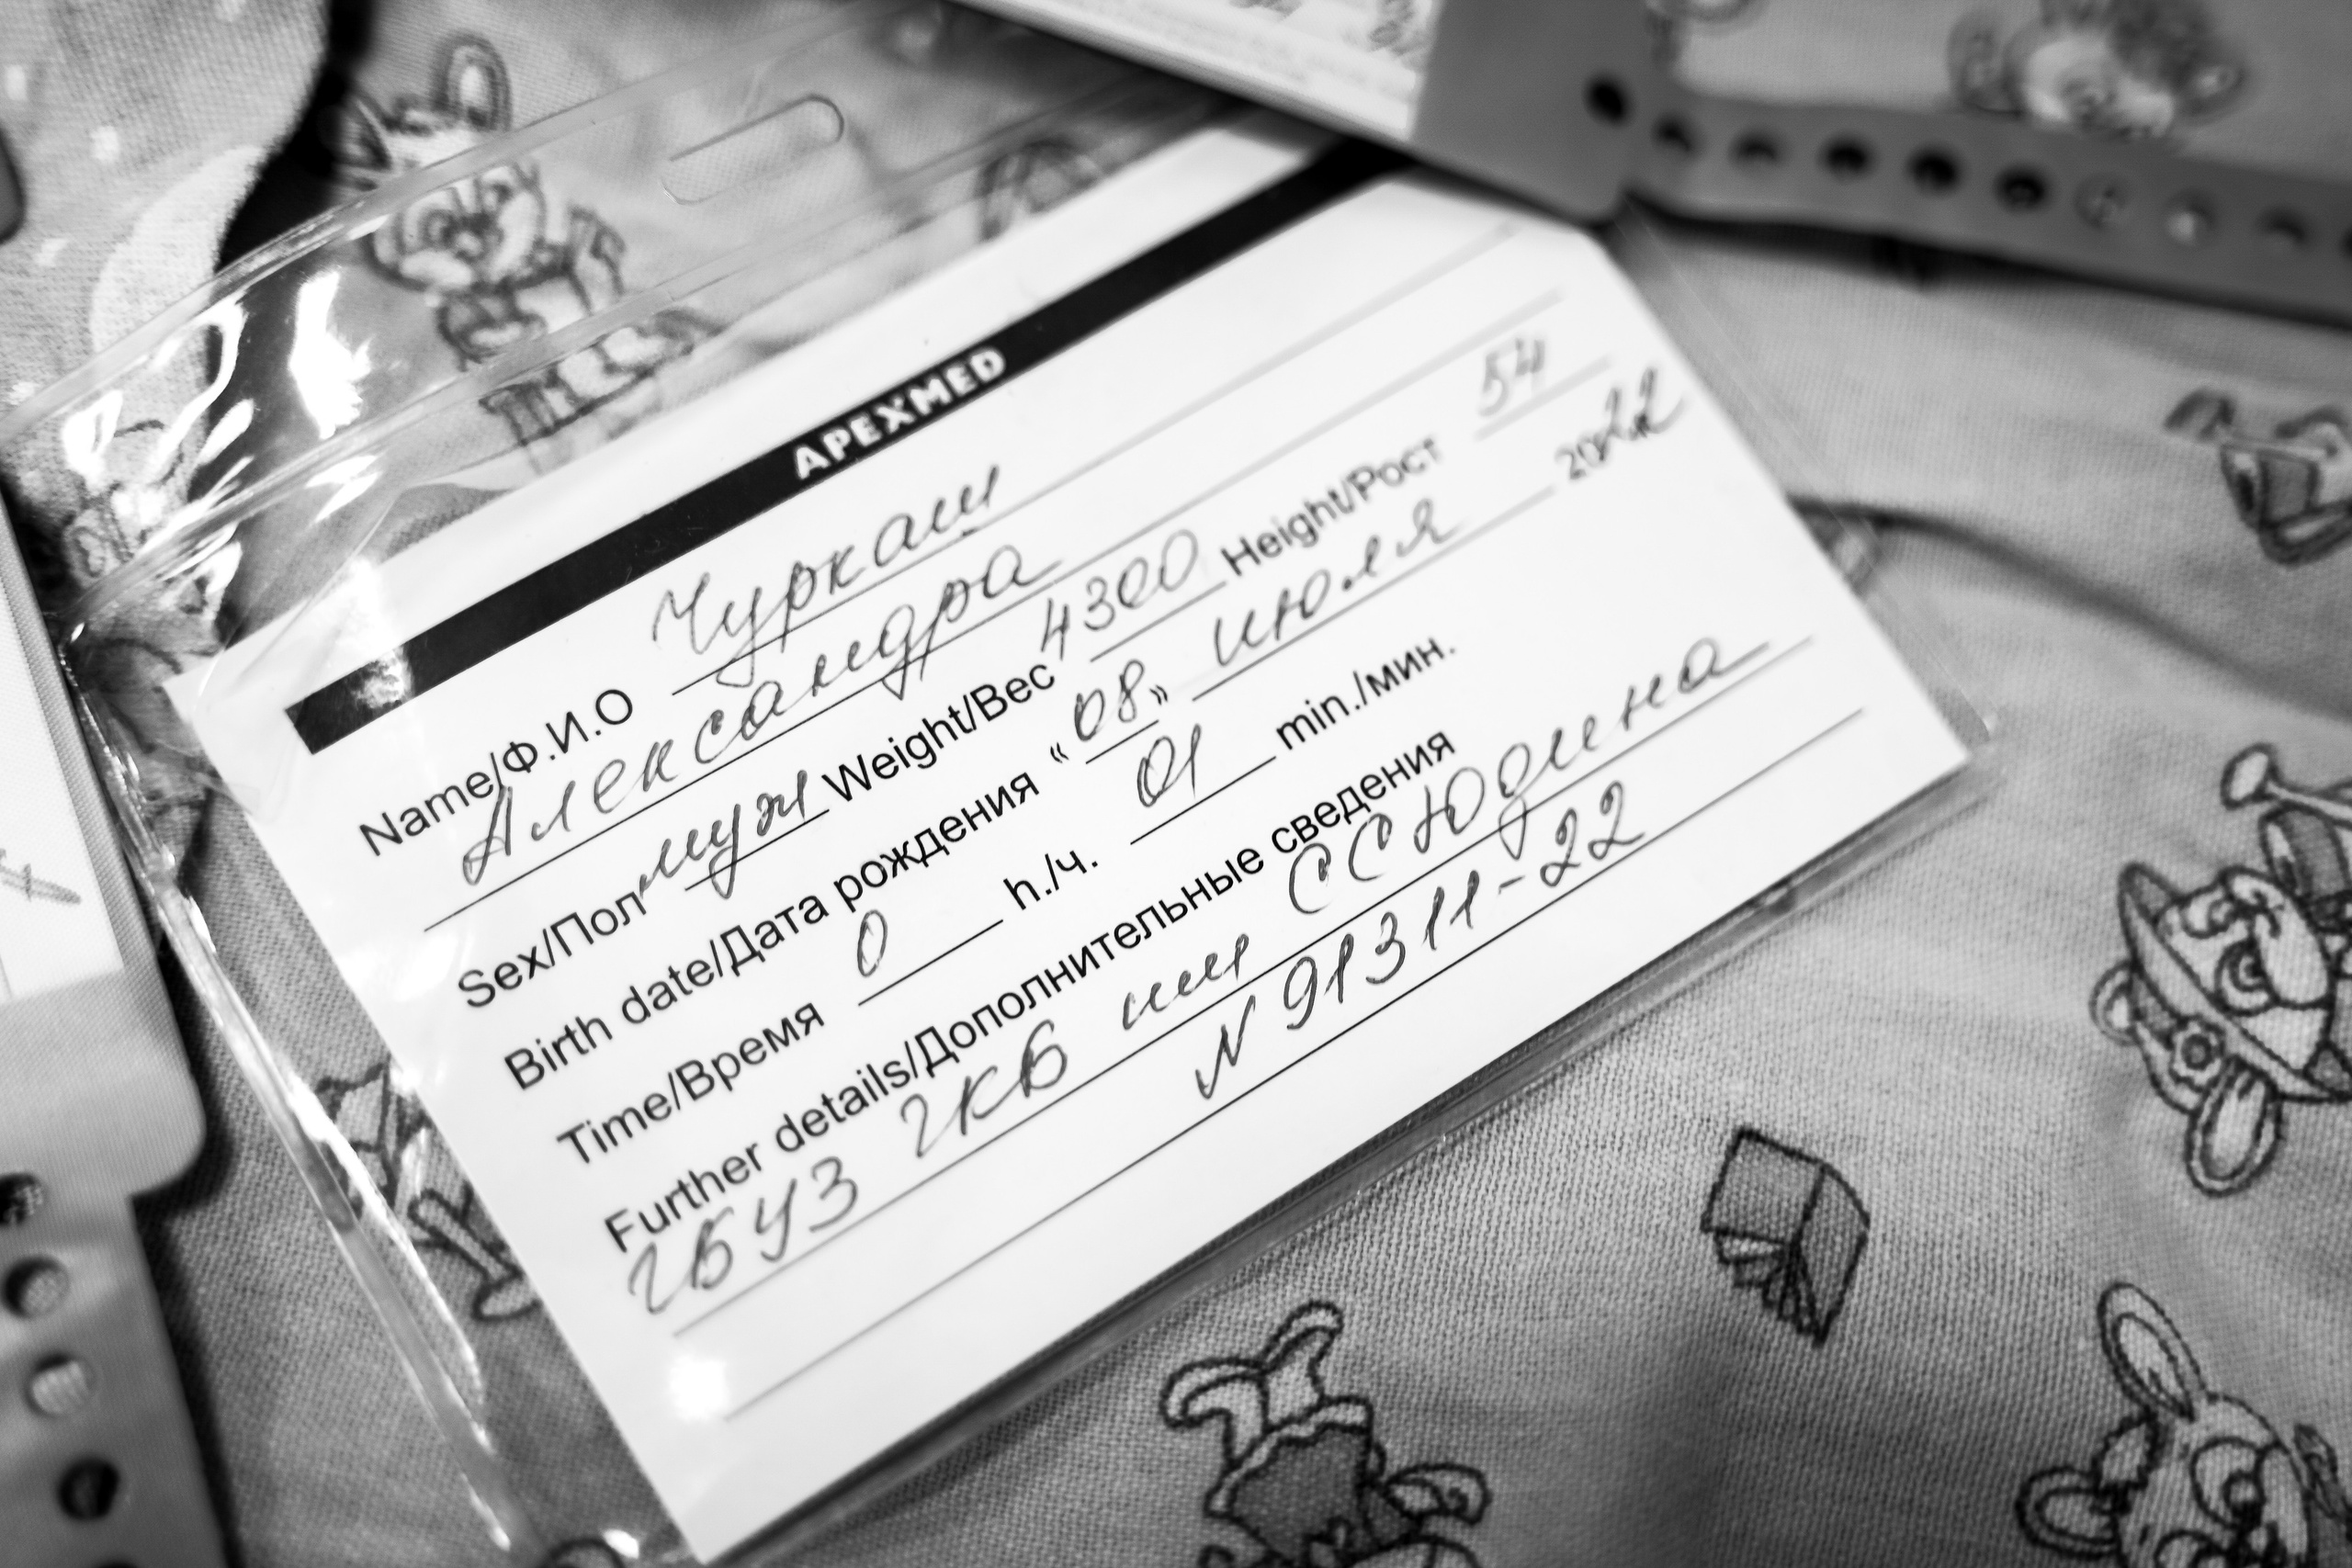 APEXMED
Name/Ф.И.О Чуркаш
Александра
Sex/Пол муж Weight/Вес 4300 Height/Рост 54
Birth date/Дата рождения “08” июля 2022
Time/Время 0 h./ч. 01 min./мин.
Further details/Дополнительные сведения
ГБУЗ ГКБ им СС Юдина
N 91311-22